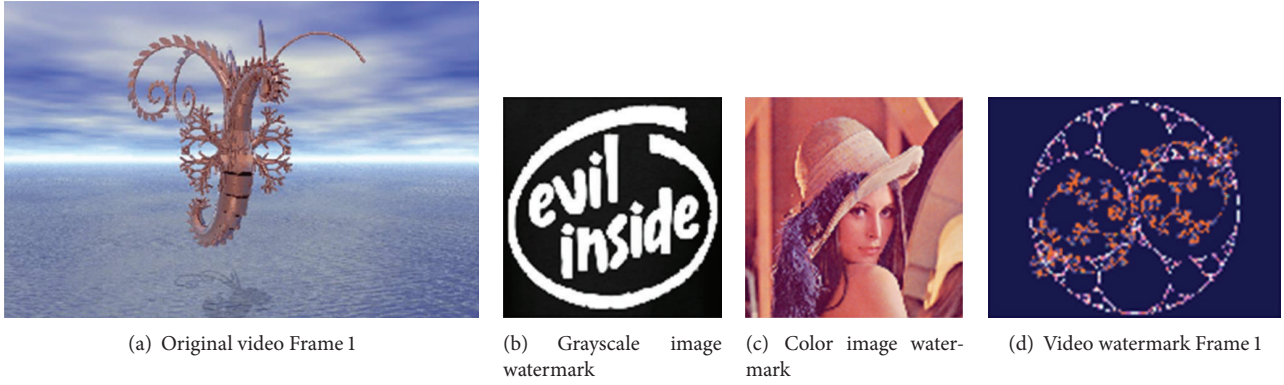 evil
inside
(a) Original video Frame 1
(b) Grayscale image
watermark
(c) Color image water-
mark
(d) Video watermark Frame 1